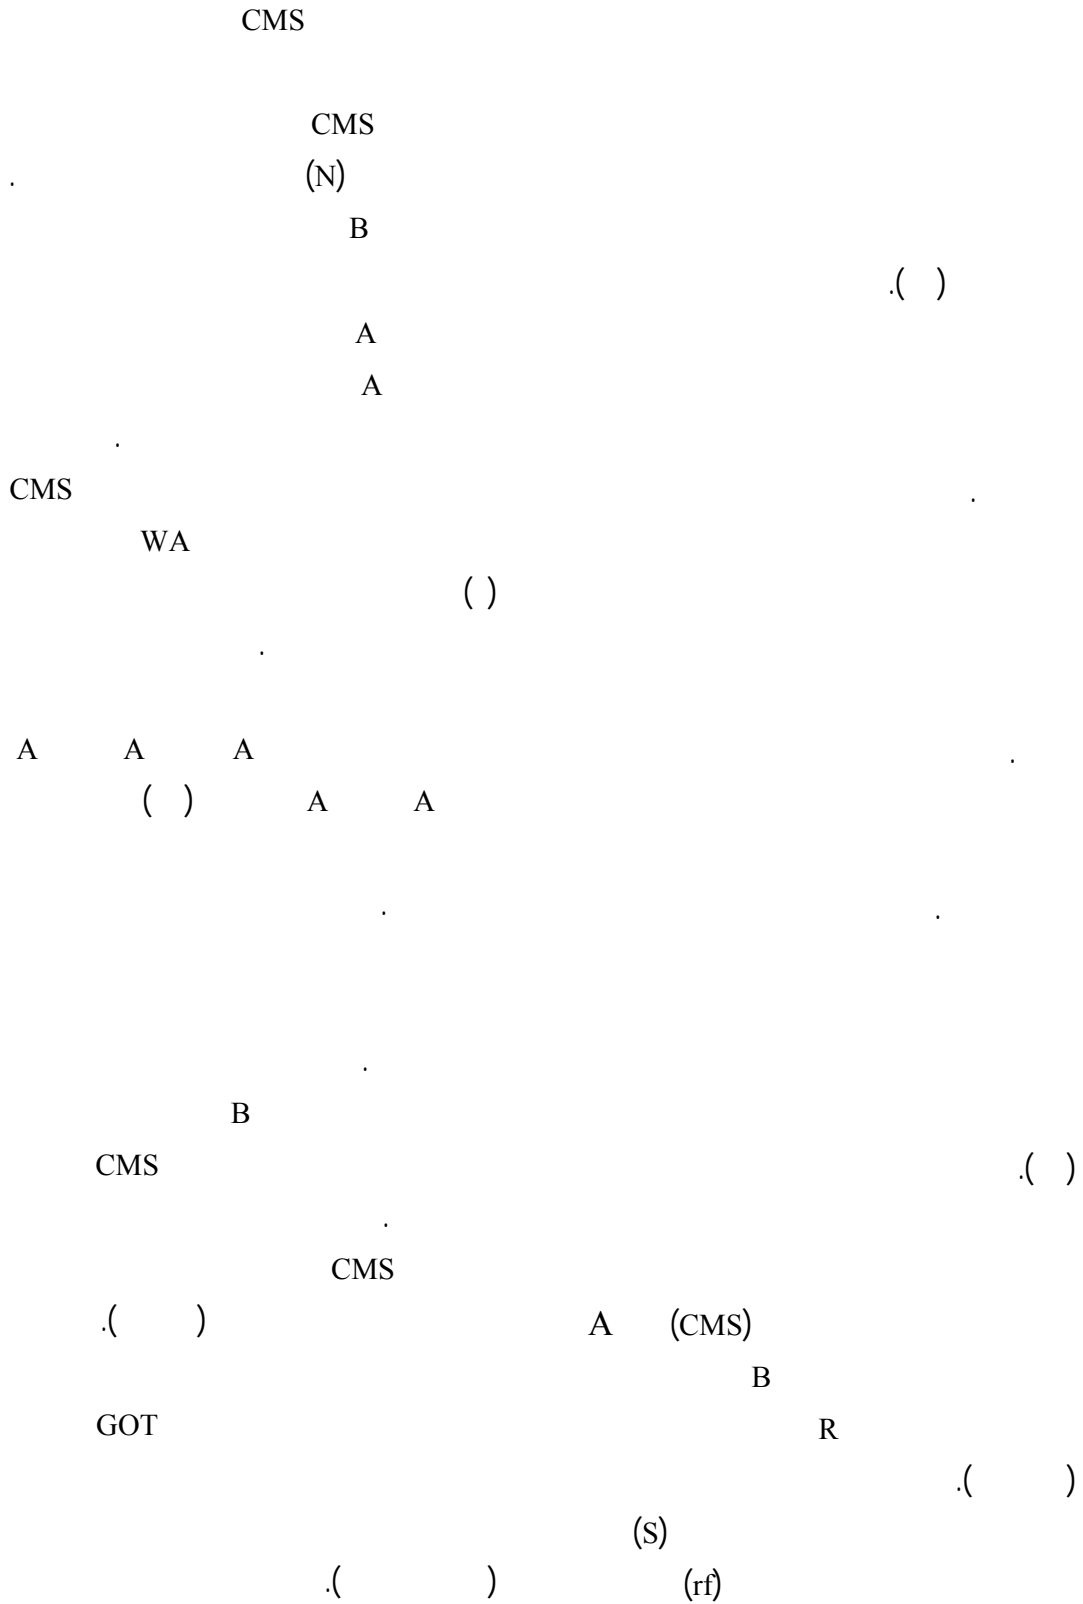 ( ).
.
.
.
( ).
(CMS) A
B
R
( ).
(S)
(rf)
CMS
CMS
(N) .
B
A
A
.
CMS
WA
( )
.
A A A
A A ( )
.
.
B
CMS
.
CMS
( ).
GOT
( ).